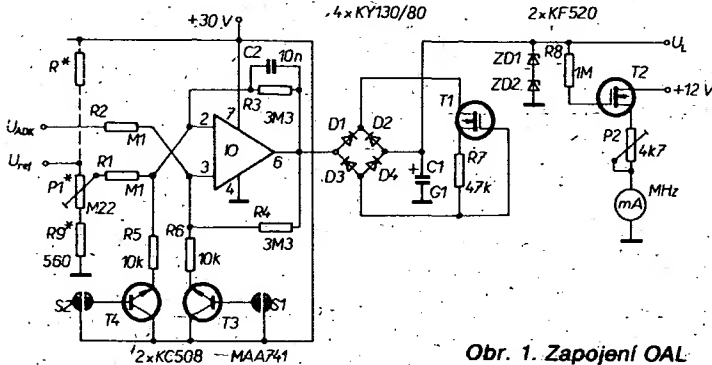 +30 V
4×KY130/80
2×KF520
R*
C2
10n
R3
3M3
ZD1
ZD2
R8
1M
U_L
T2
+12 V
R2
M1
U_ADK
U_ref
R1
M1
P1*
M22
R9*
560
2
3
7
IO
4
6
D1
D2
D3
D4
T1
R7
47k
C1
G1
+
P2
4k7
MHz
mA
R5
10k
R6
10k
R4
3M3
S2
T4
T3
S1
2×KC508 – MAA741
Obr. 1. Zapojení OAL